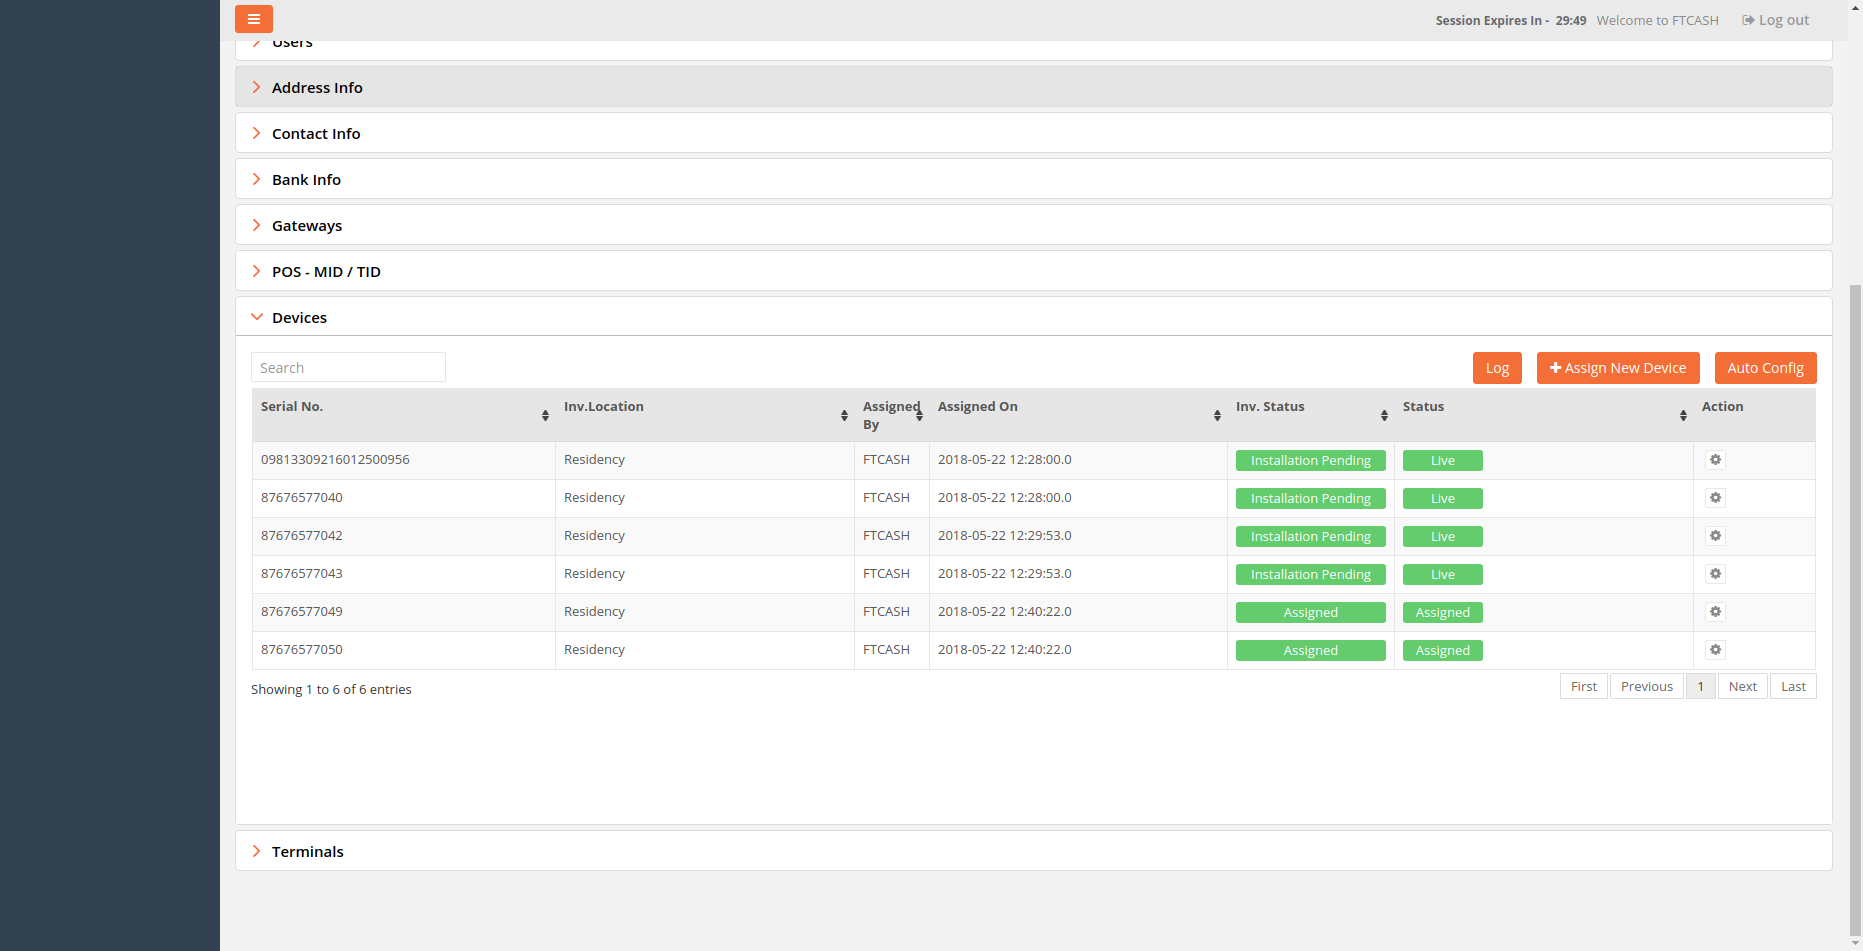 Session Expires In - 29:49 Welcome to FTCASH Log out
Users
Address Info
Contact Info
Bank Info
Gateways
POS - MID / TID
Devices
Search Log Assign New Device Auto Config
Serial No. Inv.Location Assigned By Assigned On Inv. Status Status Action
09813309216012500956 Residency FTCASH 2018-05-22 12:28:00.0 Installation Pending Live
87676577040 Residency FTCASH 2018-05-22 12:28:00.0 Installation Pending Live
87676577042 Residency FTCASH 2018-05-22 12:29:53.0 Installation Pending Live
87676577043 Residency FTCASH 2018-05-22 12:29:53.0 Installation Pending Live
87676577049 Residency FTCASH 2018-05-22 12:40:22.0 Assigned Assigned
87676577050 Residency FTCASH 2018-05-22 12:40:22.0 Assigned Assigned
Showing 1 to 6 of 6 entries First Previous 1 Next Last
Terminals